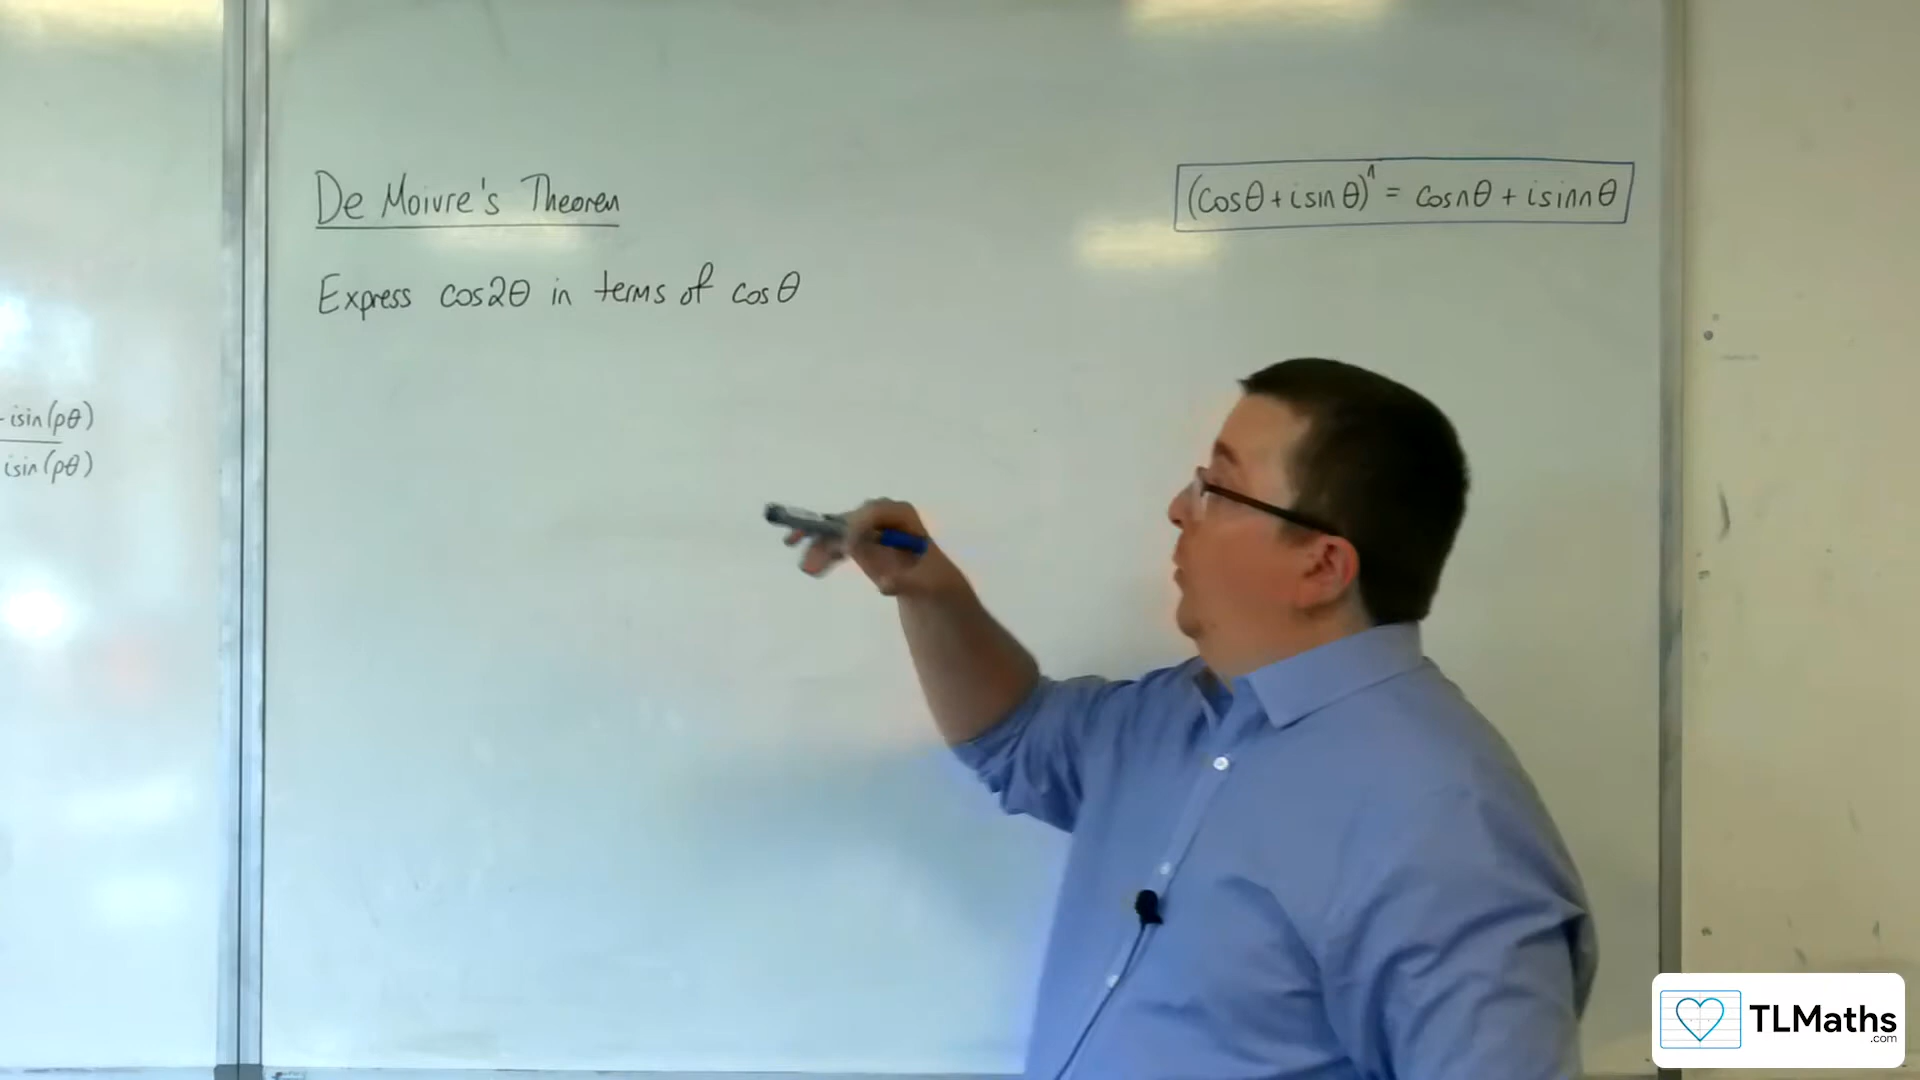 De Moivre's Theorem
(cosθ + isinθ)ⁿ = cosnθ + isinnθ
Express cos2θ in terms of cosθ
- isin(pθ)
isin(pθ)
TLMaths
.com